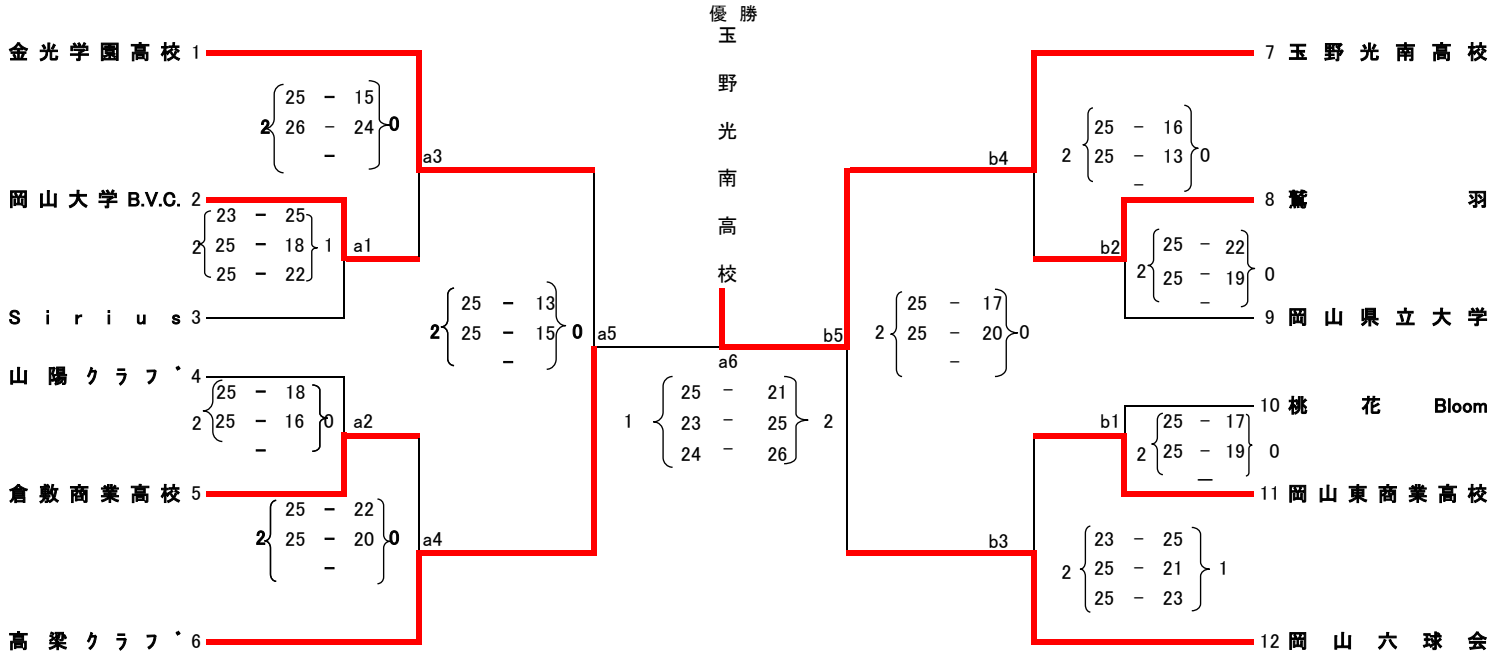 優勝
玉野光南高校
金光学園高校 1
25 - 15
2 26 - 24 0
-
a3
岡山大学 B.V.C. 2
23 - 25
2 25 - 18 1
25 - 22
a1
Sirius 3
山陽クラブ 4
25 - 18
2 25 - 16 0
-
a2
倉敷商業高校 5
25 - 22
2 25 - 20 0
-
a4
高梁クラブ 6
25 - 13
2 25 - 15 0
-
a5
a6
25 - 21
1 23 - 25 2
24 - 26
b5
25 - 17
2 25 - 20 0
-
7 玉野光南高校
b4
25 - 16
2 25 - 13 0
-
8 鷲羽
b2
25 - 22
2 25 - 19 0
-
9 岡山県立大学
10 桃花 Bloom
b1
25 - 17
2 25 - 19 0
-
11 岡山東商業高校
b3
23 - 25
2 25 - 21 1
25 - 23
12 岡山六球会